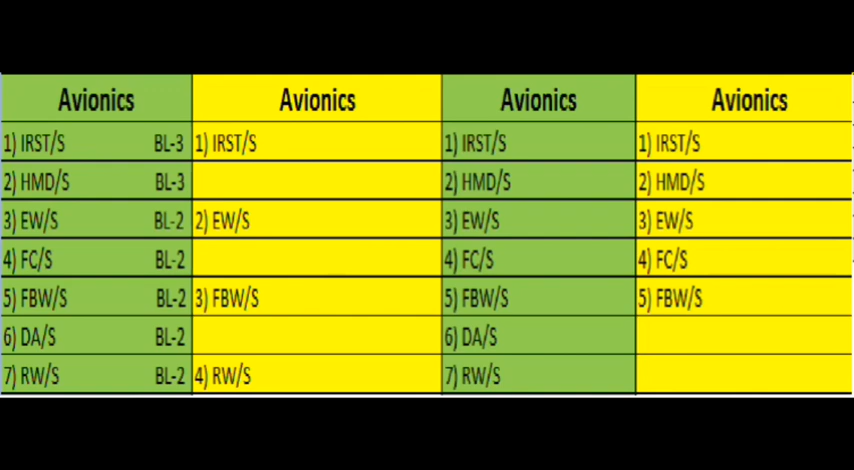 Avionics Avionics Avionics Avionics
1) IRST/S BL-3 1) IRST/S 1) IRST/S 1) IRST/S
2) HMD/S BL-3 2) HMD/S 2) HMD/S
3) EW/S BL-2 2) EW/S 3) EW/S 3) EW/S
4) FC/S BL-2 4) FC/S 4) FC/S
5) FBW/S BL-2 3) FBW/S 5) FBW/S 5) FBW/S
6) DA/S BL-2 6) DA/S
7) RW/S BL-2 4) RW/S 7) RW/S